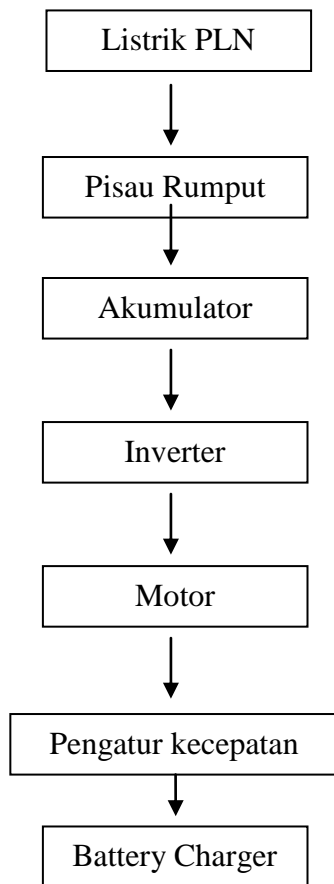 Listrik PLN
Pisau Rumput
Akumulator
Inverter
Motor
Pengatur kecepatan
Battery Charger